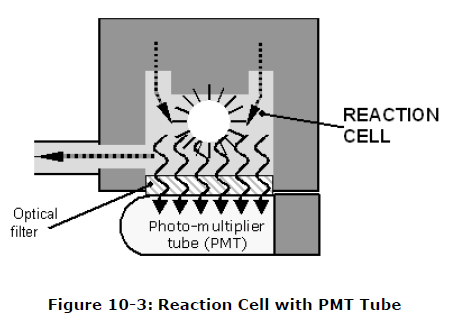 REACTION
CELL
Optical
filter
Photo-multiplier
tube (PMT)
Figure 10-3: Reaction Cell with PMT Tube